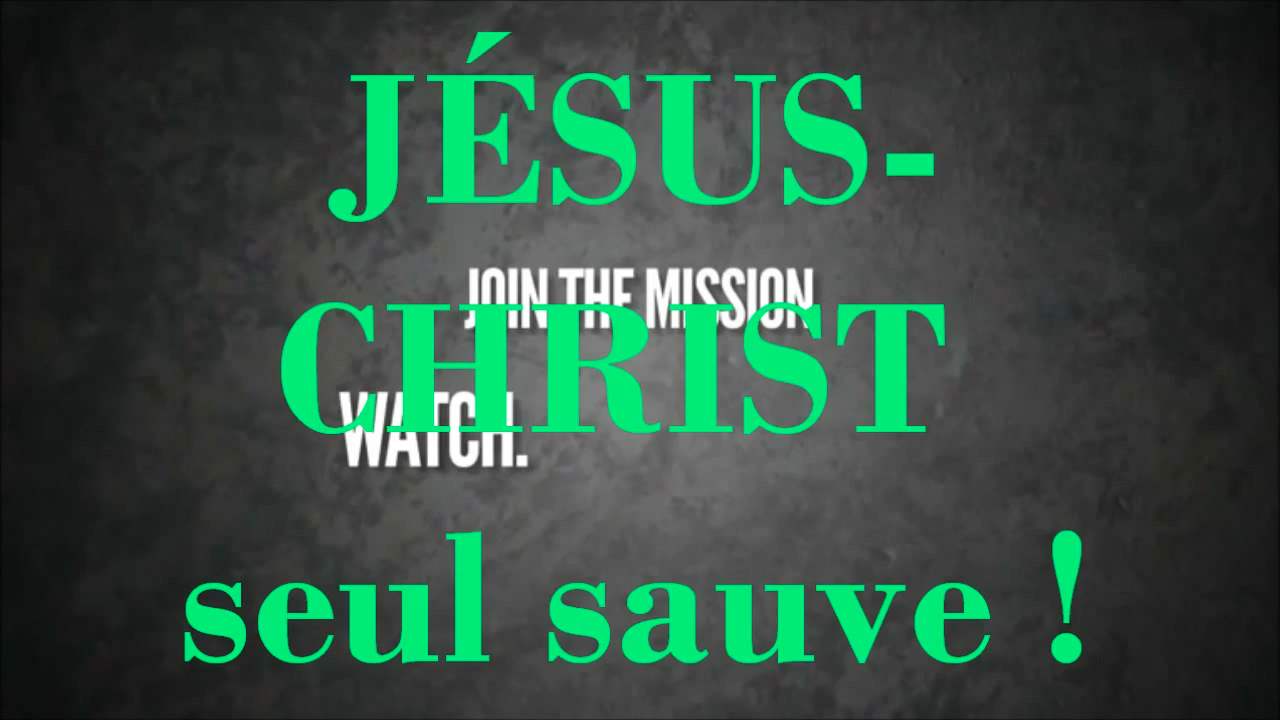 JÉSUS-
JOIN THE MISSION
CHRIST
WATCH.
seul sauve !